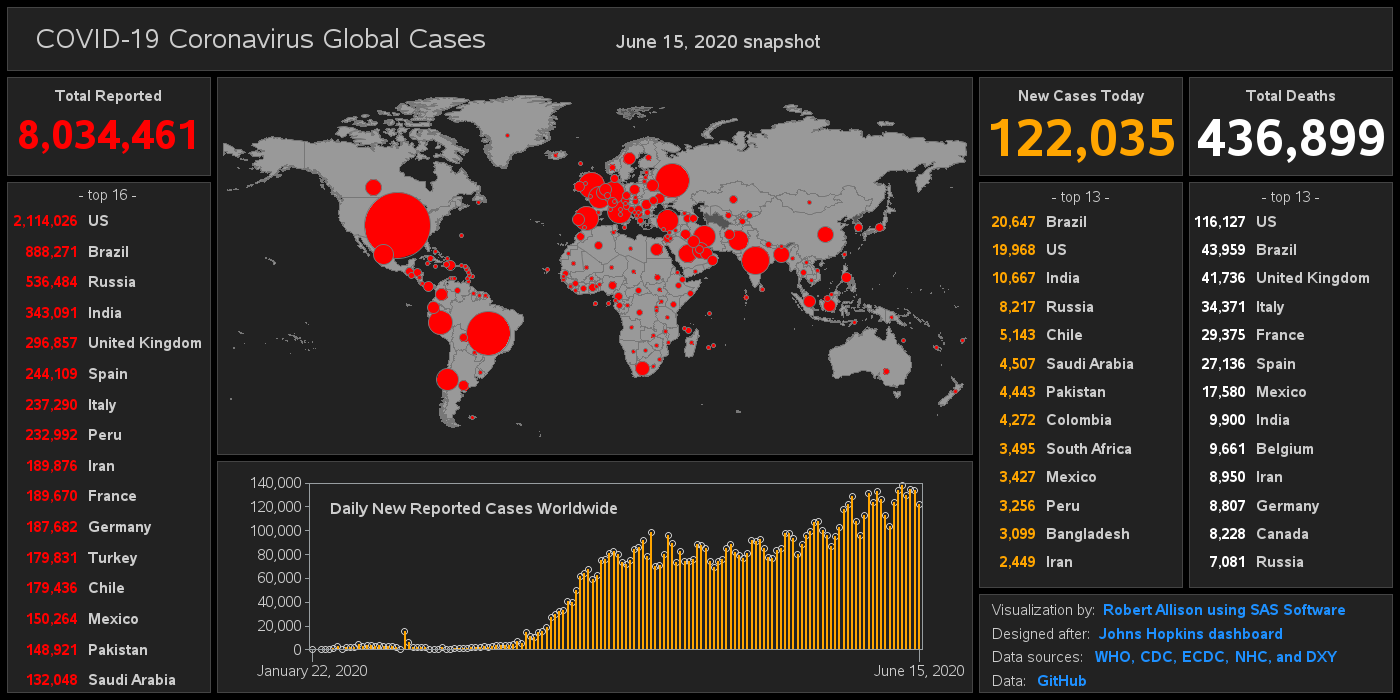 COVID-19 Coronavirus Global Cases
June 15, 2020 snapshot
Total Reported
8,034,461
- top 16 -
2,114,026 US
888,271 Brazil
536,484 Russia
343,091 India
296,857 United Kingdom
244,109 Spain
237,290 Italy
232,992 Peru
189,876 Iran
189,670 France
187,682 Germany
179,831 Turkey
179,436 Chile
150,264 Mexico
148,921 Pakistan
132,048 Saudi Arabia
Daily New Reported Cases Worldwide
140,000
120,000
100,000
80,000
60,000
40,000
20,000
0
January 22, 2020
June 15, 2020
New Cases Today
122,035
- top 13 -
20,647 Brazil
19,968 US
10,667 India
8,217 Russia
5,143 Chile
4,507 Saudi Arabia
4,443 Pakistan
4,272 Colombia
3,495 South Africa
3,427 Mexico
3,256 Peru
3,099 Bangladesh
2,449 Iran
Total Deaths
436,899
- top 13 -
116,127 US
43,959 Brazil
41,736 United Kingdom
34,371 Italy
29,375 France
27,136 Spain
17,580 Mexico
9,900 India
9,661 Belgium
8,950 Iran
8,807 Germany
8,228 Canada
7,081 Russia
Visualization by: Robert Allison using SAS Software
Designed after: Johns Hopkins dashboard
Data sources: WHO, CDC, ECDC, NHC, and DXY
Data: GitHub